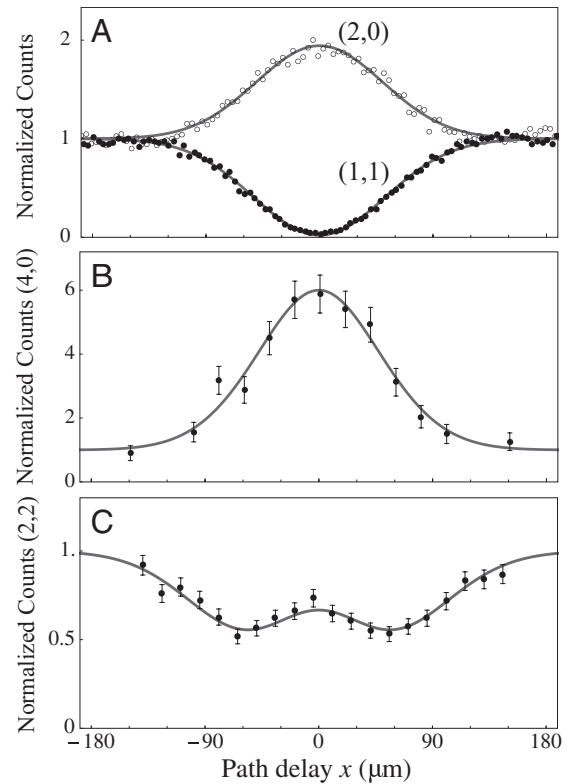 A
(2,0)
(1,1)
Normalized Counts
2
1
0
B
Normalized Counts (4,0)
6
4
2
0
C
Normalized Counts (2,2)
1.
0.5
0
−180 −90 0 90 180
Path delay x (μm)